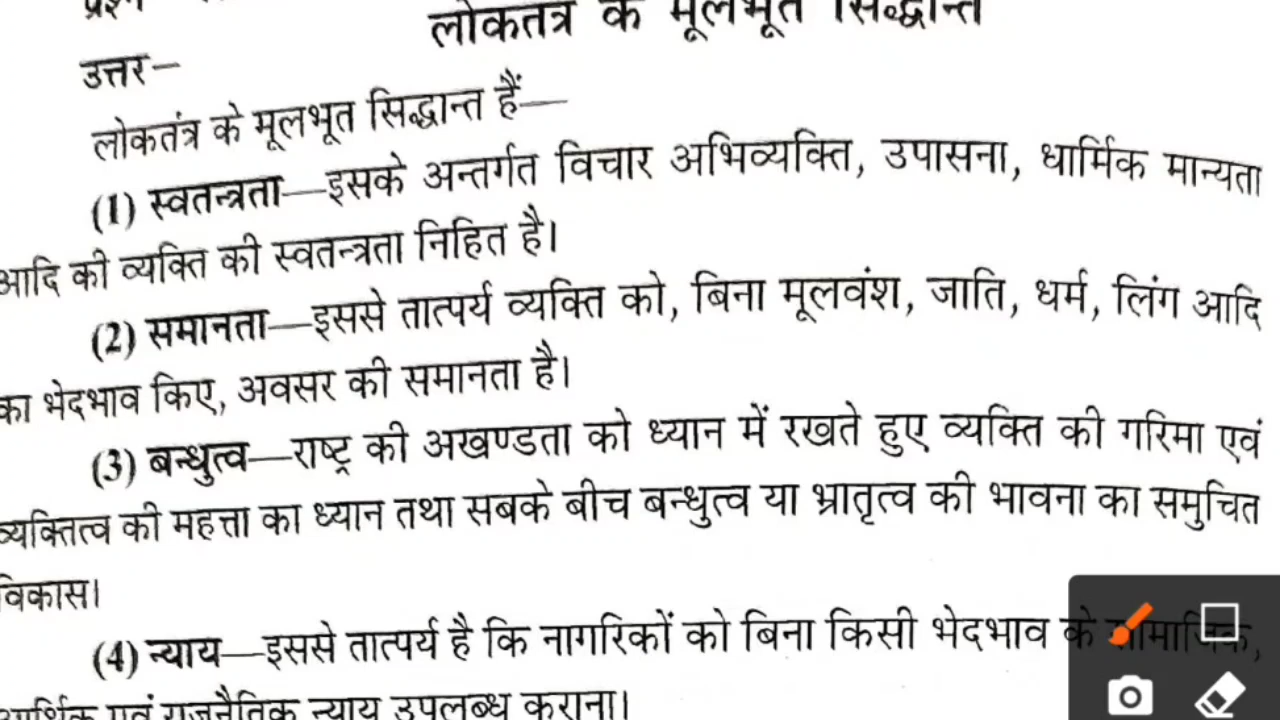 प्रश्न
लोकतंत्र के मूलभूत सिद्धान्त
उत्तर—
लोकतंत्र के मूलभूत सिद्धान्त हैं—
(1) स्वतन्त्रता—इसके अन्तर्गत विचार अभिव्यक्ति, उपासना, धार्मिक मान्यता
आदि की व्यक्ति की स्वतन्त्रता निहित है।
(2) समानता—इससे तात्पर्य व्यक्ति को, बिना मूलवंश, जाति, धर्म, लिंग आदि
का भेदभाव किए, अवसर की समानता है।
(3) बन्धुत्व—राष्ट्र की अखण्डता को ध्यान में रखते हुए व्यक्ति की गरिमा एवं
व्यक्तित्व की महत्ता का ध्यान तथा सबके बीच बन्धुत्व या भ्रातृत्व की भावना का समुचित
विकास।
(4) न्याय—इससे तात्पर्य है कि नागरिकों को बिना किसी भेदभाव के सामाजिक,
आर्थिक एवं राजनैतिक न्याय उपलब्ध कराना।